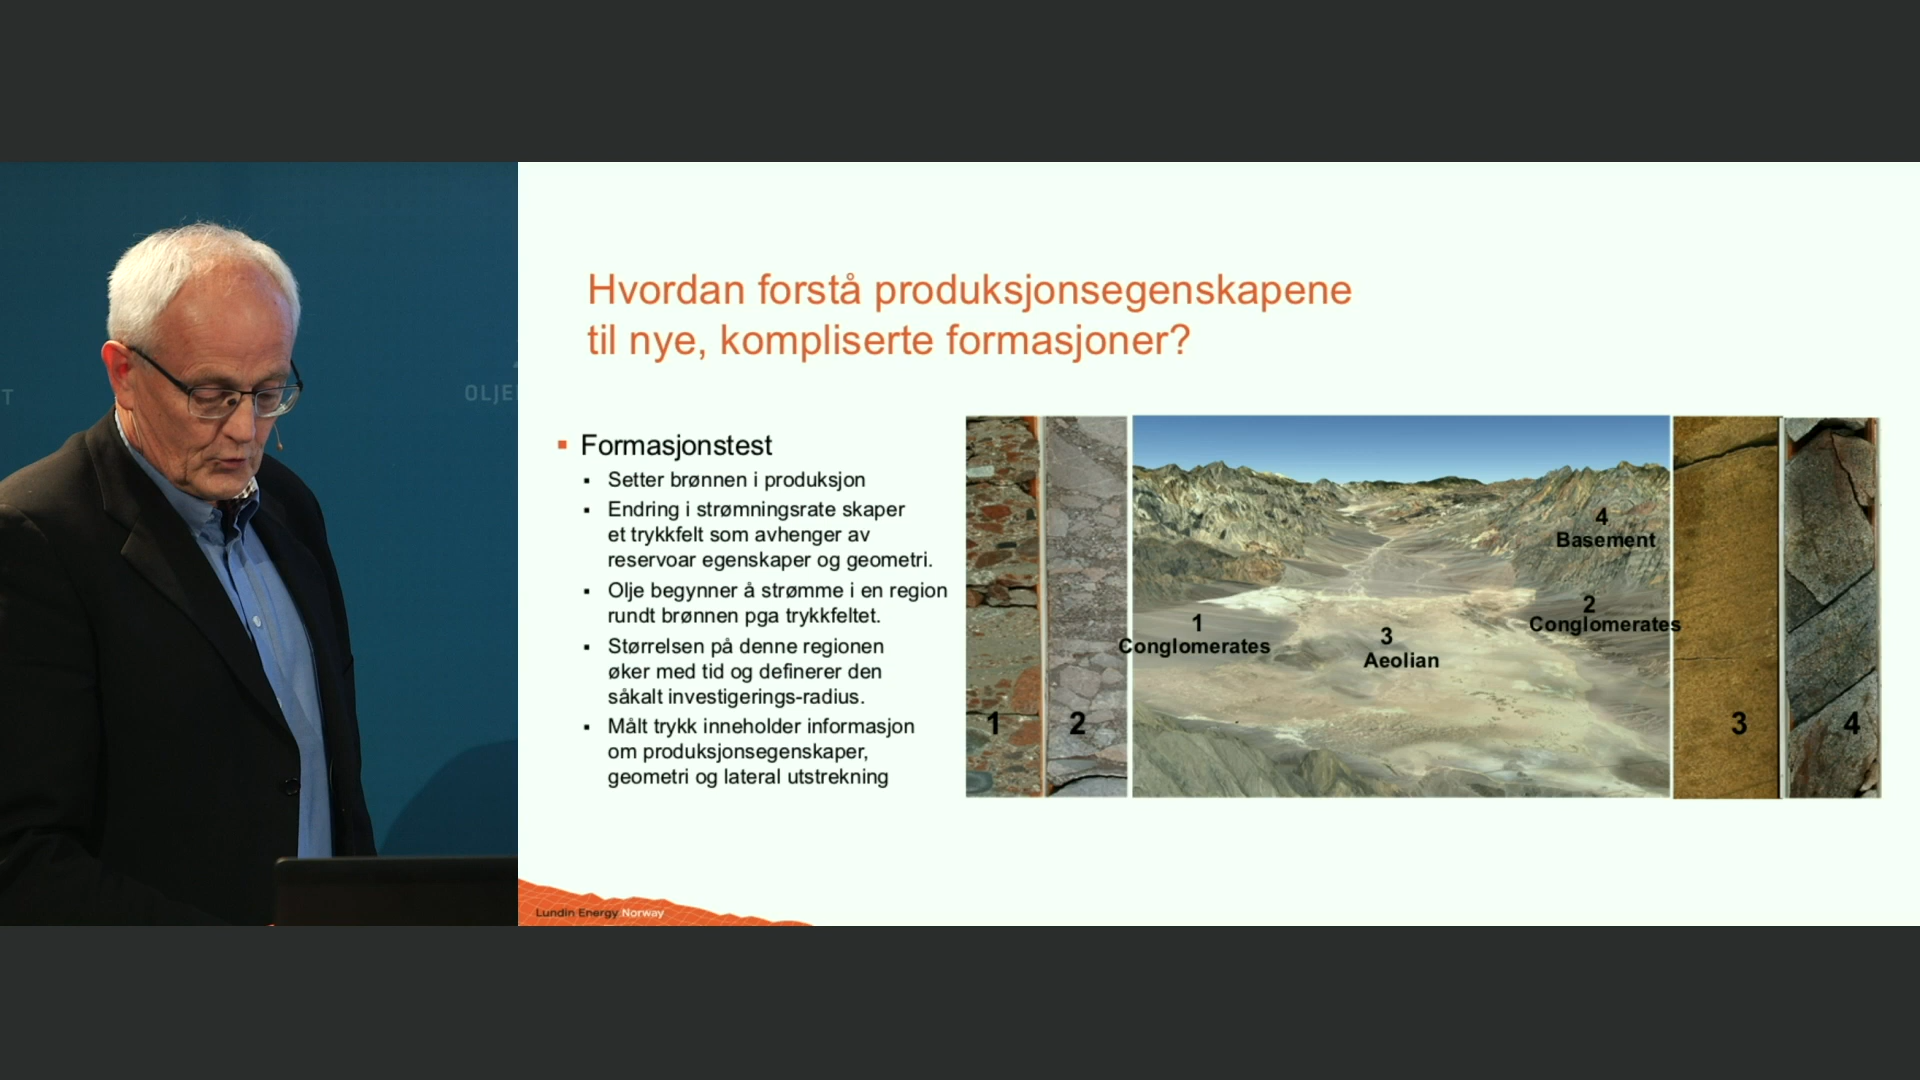 T
OLJE
Hvordan forstå produksjonsegenskapene
til nye, kompliserte formasjoner?
Formasjonstest
Setter brønnen i produksjon
Endring i strømningsrate skaper
et trykkfelt som avhenger av
reservoar egenskaper og geometri.
Olje begynner å strømme i en region
rundt brønnen pga trykkfeltet.
Størrelsen på denne regionen
øker med tid og definerer den
såkalt investigerings-radius.
Målt trykk inneholder informasjon
om produksjonsegenskaper,
geometri og lateral utstrekning
1
2
4
Basement
2
Conglomerates
1
Conglomerates
3
Aeolian
3
4
Lundin Energy Norway